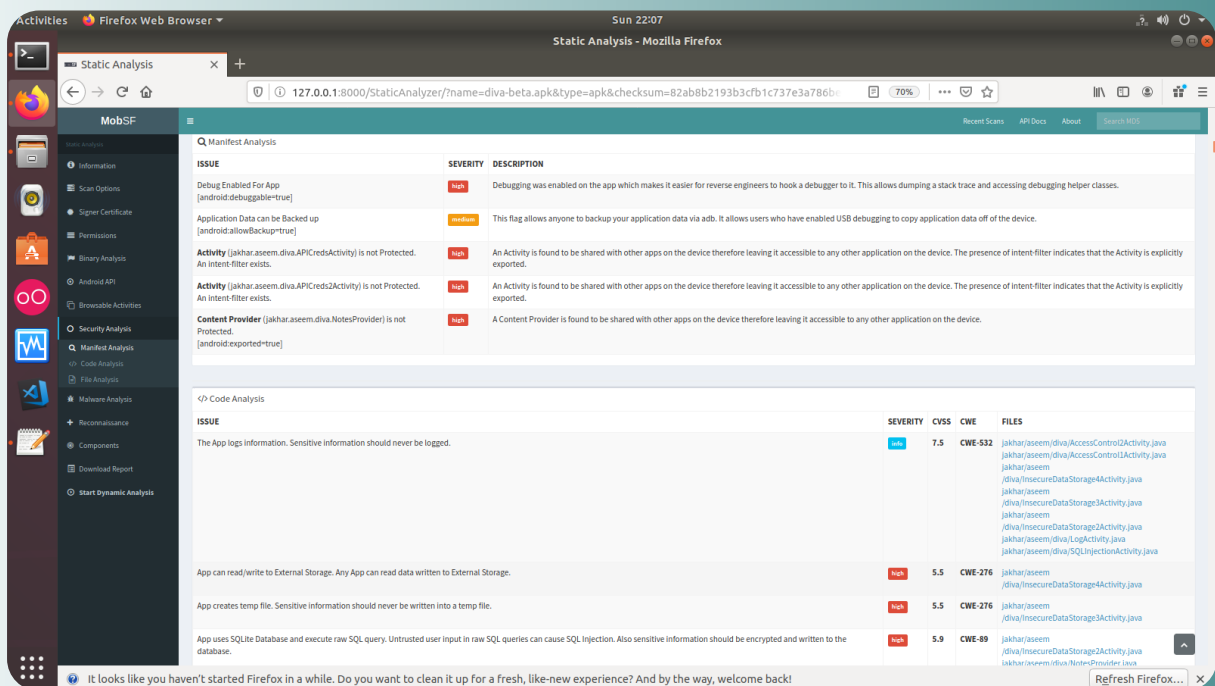 Activities
Firefox Web Browser
Sun 22:07
Static Analysis - Mozilla Firefox
Static Analysis
127.0.0.1:8000/StaticAnalyzer/?name=diva-beta.apk&type=apk&checksum=82ab8b2193b3cfb1c737e3a786be
70%
MobSF
Recent Scans
API Docs
About
Search MD5
Static Analysis
Information
Scan Options
Signer Certificate
Permissions
Binary Analysis
Android API
Browsable Activities
Security Analysis
Manifest Analysis
Code Analysis
File Analysis
Malware Analysis
Reconnaissance
Components
Download Report
Start Dynamic Analysis
Manifest Analysis
ISSUE SEVERITY DESCRIPTION
Debug Enabled For App
[android:debuggable=true]
high
Debugging was enabled on the app which makes it easier for reverse engineers to hook a debugger to it. This allows dumping a stack trace and accessing debugging helper classes.
Application Data can be Backed up
[android:allowBackup=true]
medium
This flag allows anyone to backup your application data via adb. It allows users who have enabled USB debugging to copy application data off of the device.
Activity (jakhar.aseem.diva.APICredsActivity) is not Protected.
An intent-filter exists.
high
An Activity is found to be shared with other apps on the device therefore leaving it accessible to any other application on the device. The presence of intent-filter indicates that the Activity is explicitly
exported.
Activity (jakhar.aseem.diva.APICreds2Activity) is not Protected.
An intent-filter exists.
high
An Activity is found to be shared with other apps on the device therefore leaving it accessible to any other application on the device. The presence of intent-filter indicates that the Activity is explicitly
exported.
Content Provider (jakhar.aseem.diva.NotesProvider) is not
Protected.
[android:exported=true]
high
A Content Provider is found to be shared with other apps on the device therefore leaving it accessible to any other application on the device.
</> Code Analysis
ISSUE SEVERITY CVSS CWE FILES
The App logs information. Sensitive information should never be logged.
info
7.5
CWE-532
jakhar/aseem/diva/AccessControl2Activity.java
jakhar/aseem/diva/AccessControl1Activity.java
jakhar/aseem
/diva/InsecureDataStorage4Activity.java
jakhar/aseem
/diva/InsecureDataStorage3Activity.java
jakhar/aseem
/diva/InsecureDataStorage2Activity.java
jakhar/aseem/diva/LogActivity.java
jakhar/aseem/diva/SQLInjectionActivity.java
App can read/write to External Storage. Any App can read data written to External Storage.
high
5.5
CWE-276
jakhar/aseem
/diva/InsecureDataStorage4Activity.java
App creates temp file. Sensitive information should never be written into a temp file.
high
5.5
CWE-276
jakhar/aseem
/diva/InsecureDataStorage3Activity.java
App uses SQLite Database and execute raw SQL query. Untrusted user input in raw SQL queries can cause SQL Injection. Also sensitive information should be encrypted and written to the
database.
high
5.9
CWE-89
jakhar/aseem
/diva/InsecureDataStorage2Activity.java
jakhar/aseem/diva/NotesProvider.java
It looks like you haven't started Firefox in a while. Do you want to clean it up for a fresh, like-new experience? And by the way, welcome back!
Refresh Firefox...